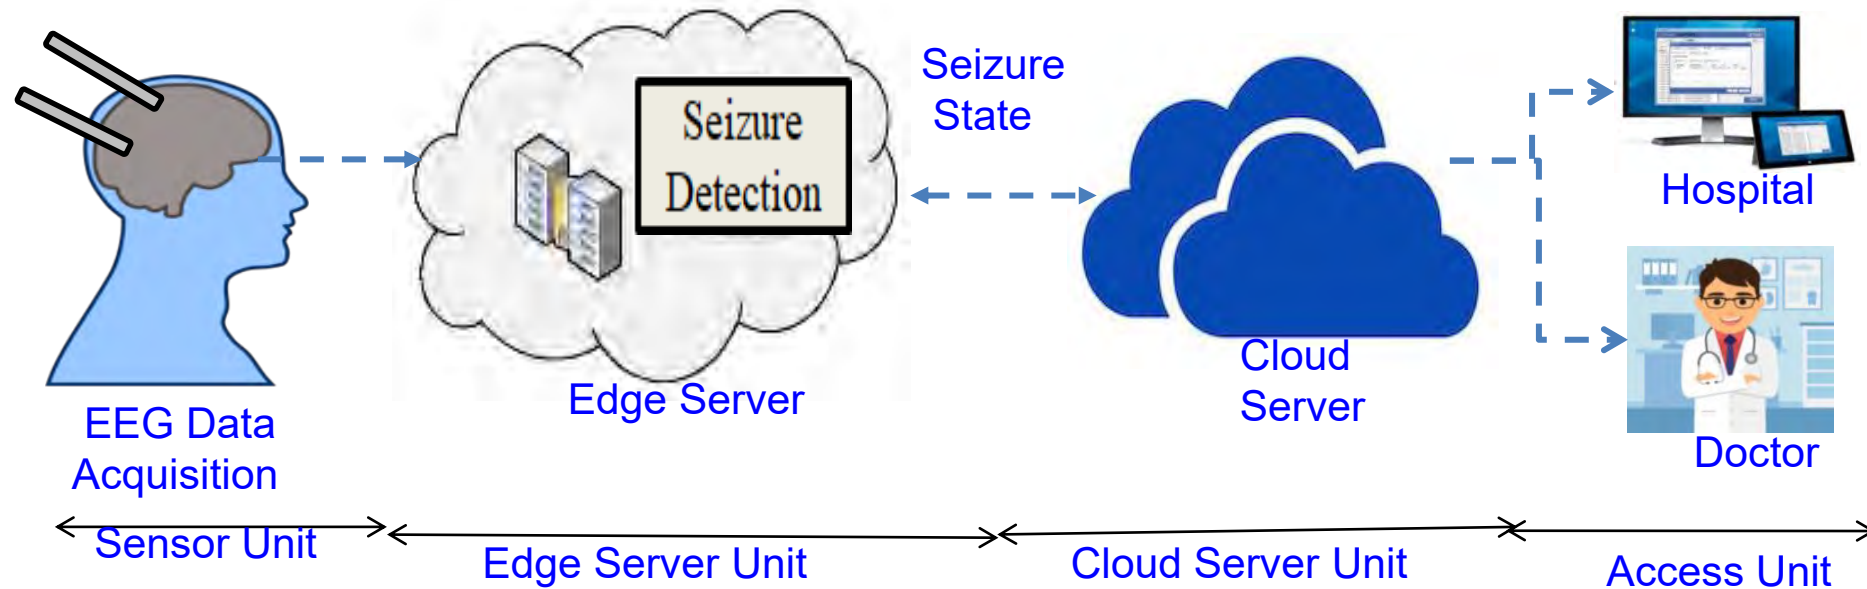 Seizure
State
Seizure
Detection
Hospital
Edge Server
Cloud
Server
EEG Data
Acquisition
Doctor
Sensor Unit
Edge Server Unit
Cloud Server Unit
Access Unit